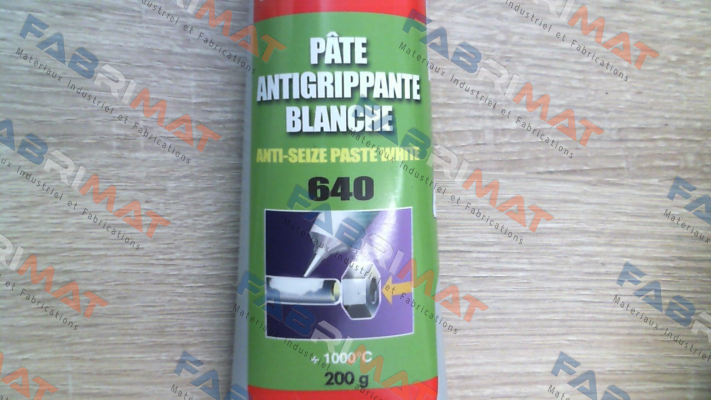 PÂTE
ANTIGRIPPANTE
BLANCHE
ANTI-SEIZE PASTE WHITE
640
+ 1000°C
200 g
FABRIMAT
Materiaux Industriel et Fabrications